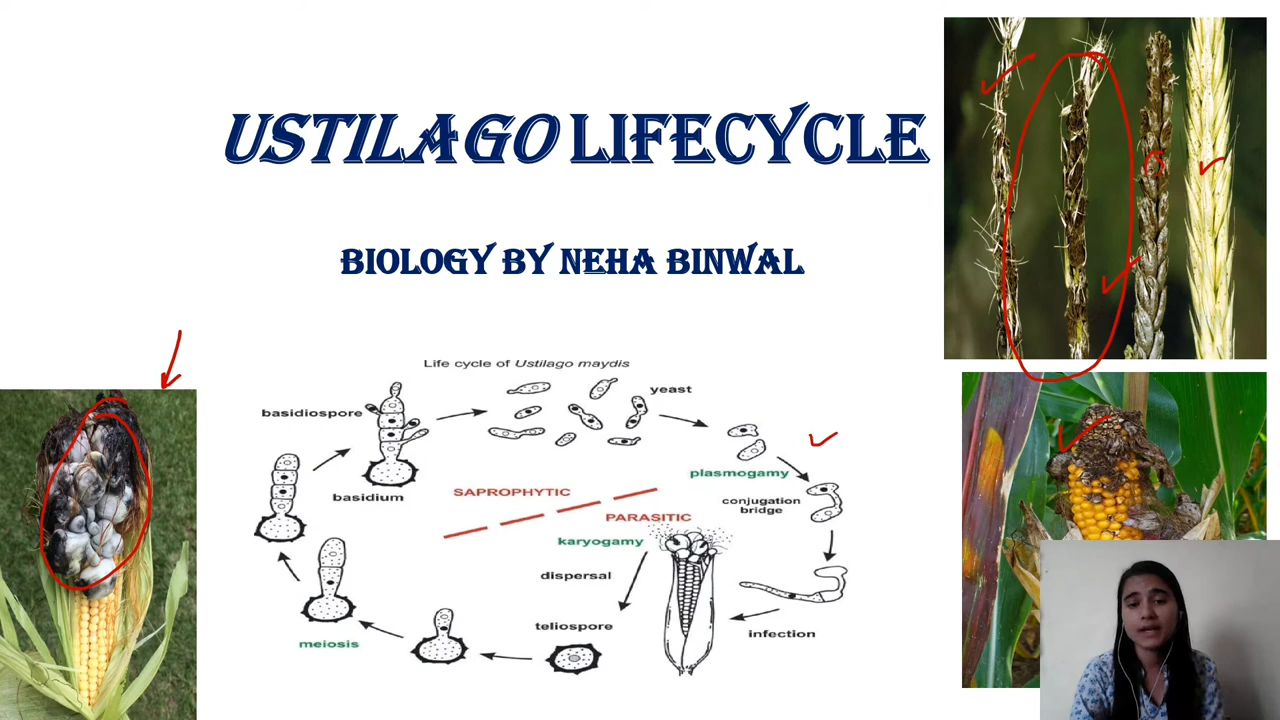 USTILAGO LIFECYCLE
BIOLOGY BY NEHA BINWAL
Life cycle of Ustilago maydis
basidiospore
yeast
basidium
plasmogamy
SAPROPHYTIC
conjugation
bridge
PARASITIC
karyogamy
dispersal
teliospore
infection
meiosis